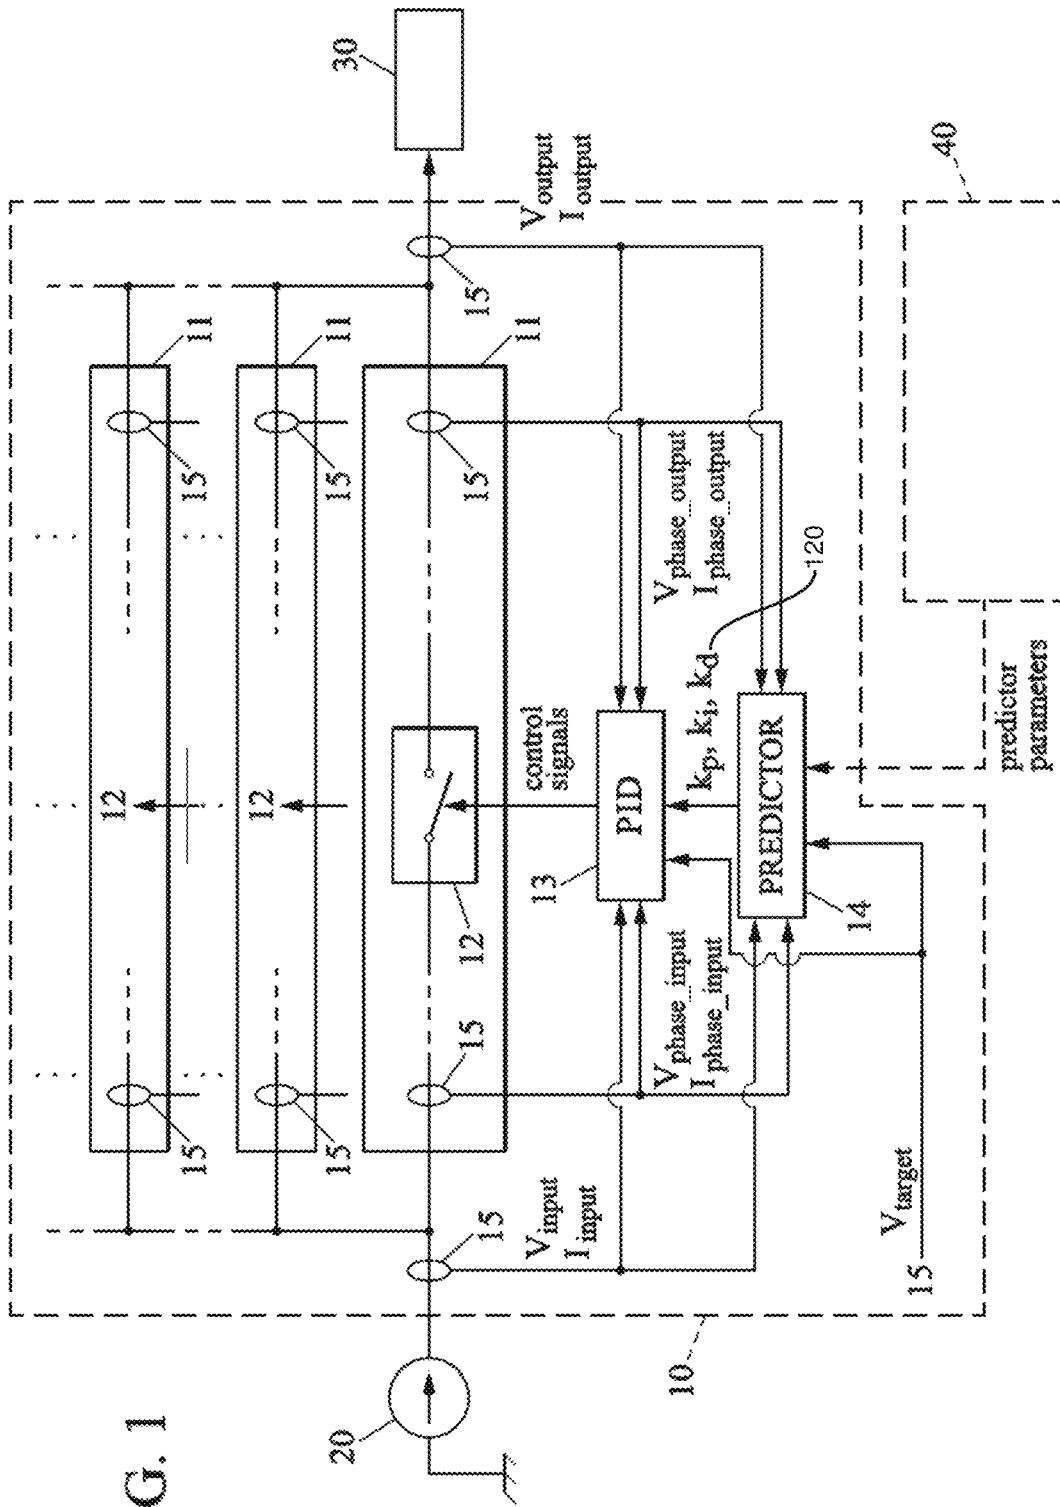 G. 1
10
20
30
40
11
11
11
15
15
15
15
15
15
15
15
12
12
12
V_input
I_input
V_output
I_output
control
signals
V_phase_input
I_phase_input
V_phase_output
I_phase_output
13
PID
k_p, k_i, k_d
120
PREDICTOR
14
V_target
15
predictor
parameters